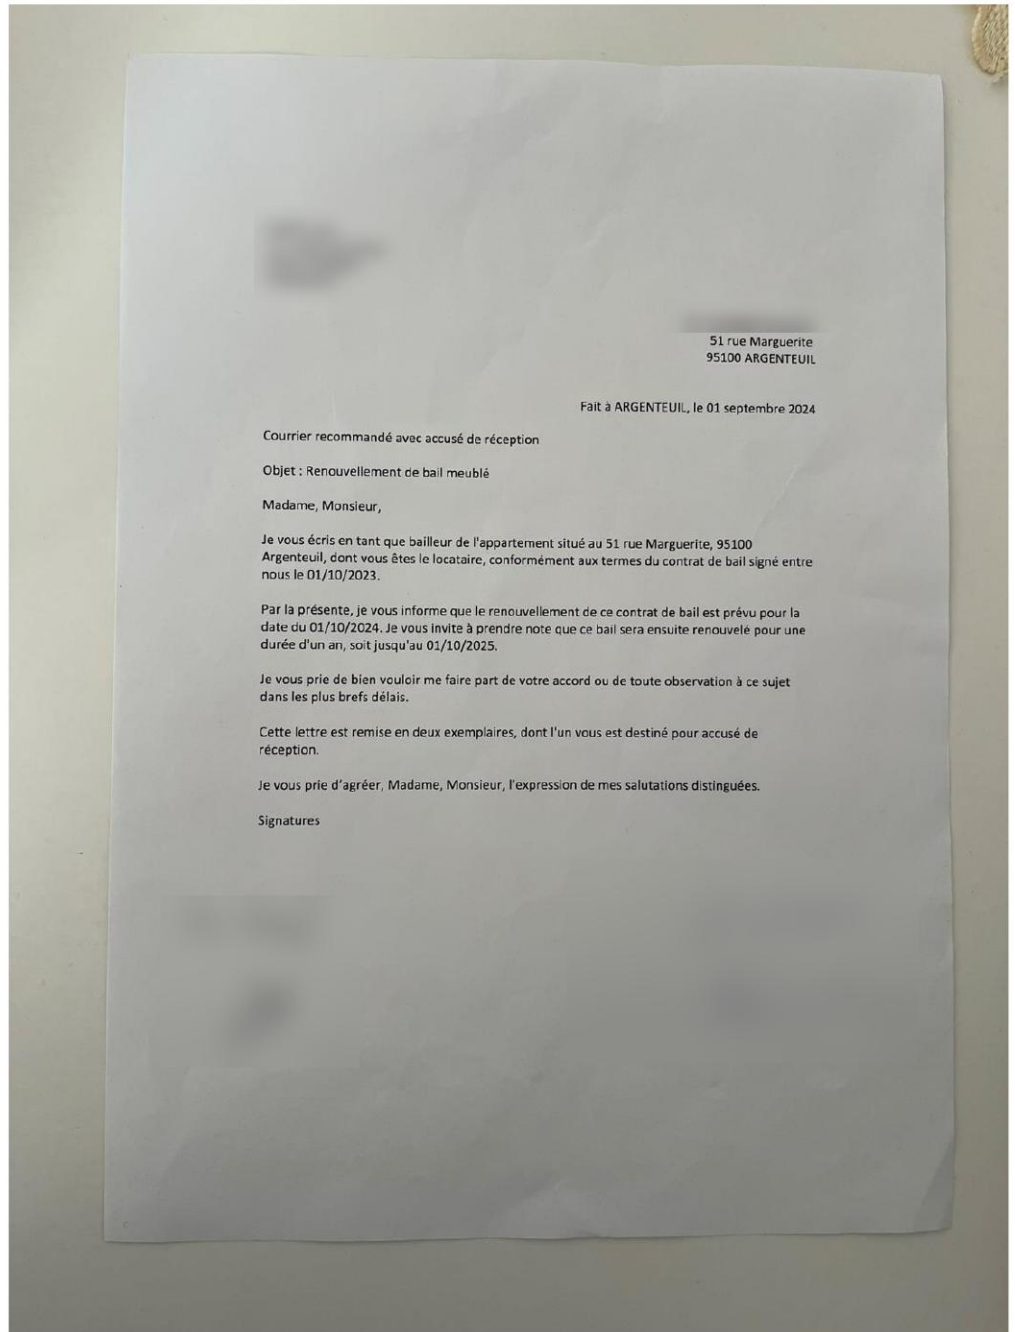 51 rue Marguerite
95100 ARGENTEUIL
Fait à ARGENTEUIL, le 01 septembre 2024
Courrier recommandé avec accusé de réception
Objet : Renouvellement de bail meublé
Madame, Monsieur,
Je vous écris en tant que bailleur de l'appartement situé au 51 rue Marguerite, 95100
Argenteuil, dont vous êtes le locataire, conformément aux termes du contrat de bail signé entre
nous le 01/10/2023.
Par la présente, je vous informe que le renouvellement de ce contrat de bail est prévu pour la
date du 01/10/2024. Je vous invite à prendre note que ce bail sera ensuite renouvelé pour une
durée d'un an, soit jusqu'au 01/10/2025.
Je vous prie de bien vouloir me faire part de votre accord ou de toute observation à ce sujet
dans les plus brefs délais.
Cette lettre est remise en deux exemplaires, dont l'un vous est destiné pour accusé de
réception.
Je vous prie d'agréer, Madame, Monsieur, l'expression de mes salutations distinguées.
Signatures